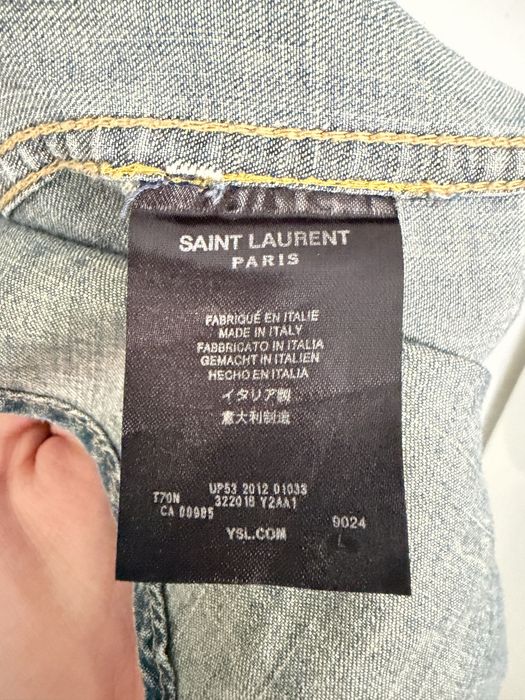 SAINT LAURENT
PARIS
FABRIQUÉ EN ITALIE
MADE IN ITALY
FABBRICATO IN ITALIA
GEMACHT IN ITALIEN
HECHO EN ITALIA
イタリア製
意大利制造
UP53 2012 D1033
T70N 322018 Y2AA1
CA 00985
9024
YSL.COM
L